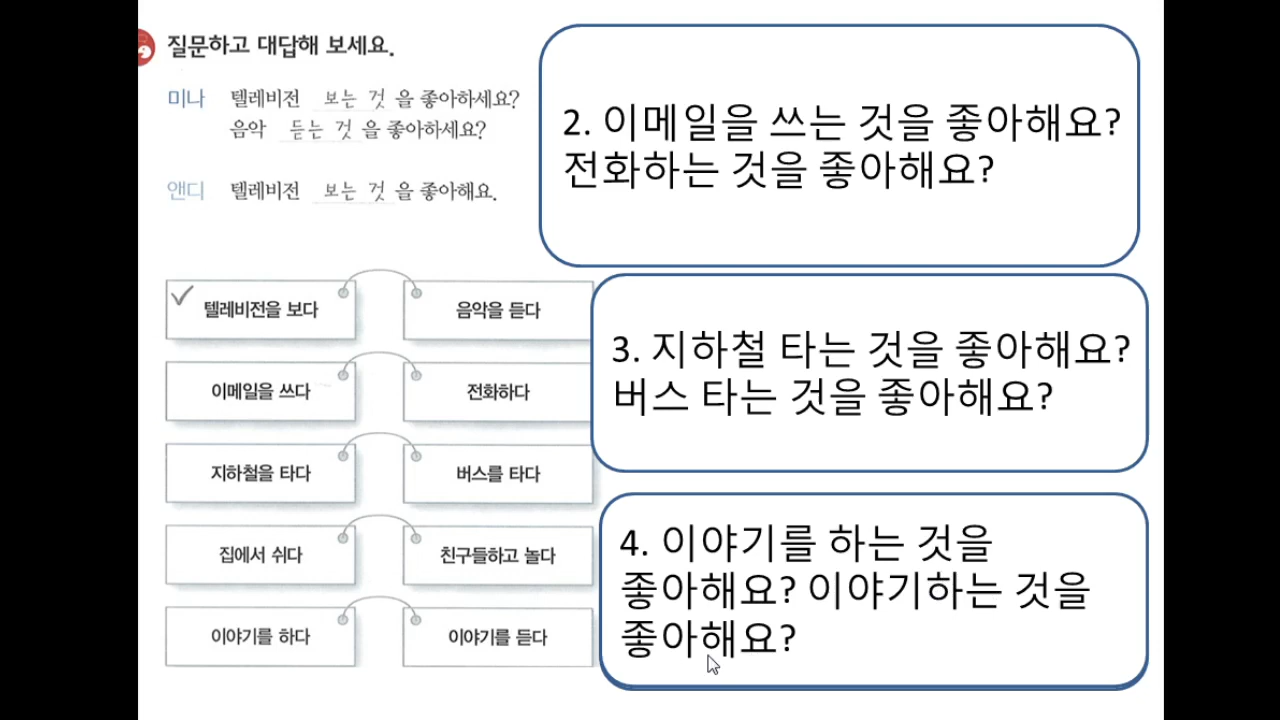 질문하고 대답해 보세요.
미나 텔레비전 보는 것 을 좋아하세요?
음악 듣는 것 을 좋아하세요?
앤디 텔레비전 보는 것 을 좋아해요.
텔레비전을 보다 음악을 듣다
이메일을 쓰다 전화하다
지하철을 타다 버스를 타다
집에서 쉬다 친구들하고 놀다
이야기를 하다 이야기를 듣다
2. 이메일을 쓰는 것을 좋아해요?
전화하는 것을 좋아해요?
3. 지하철 타는 것을 좋아해요?
버스 타는 것을 좋아해요?
4. 이야기를 하는 것을
좋아해요? 이야기하는 것을
좋아해요?